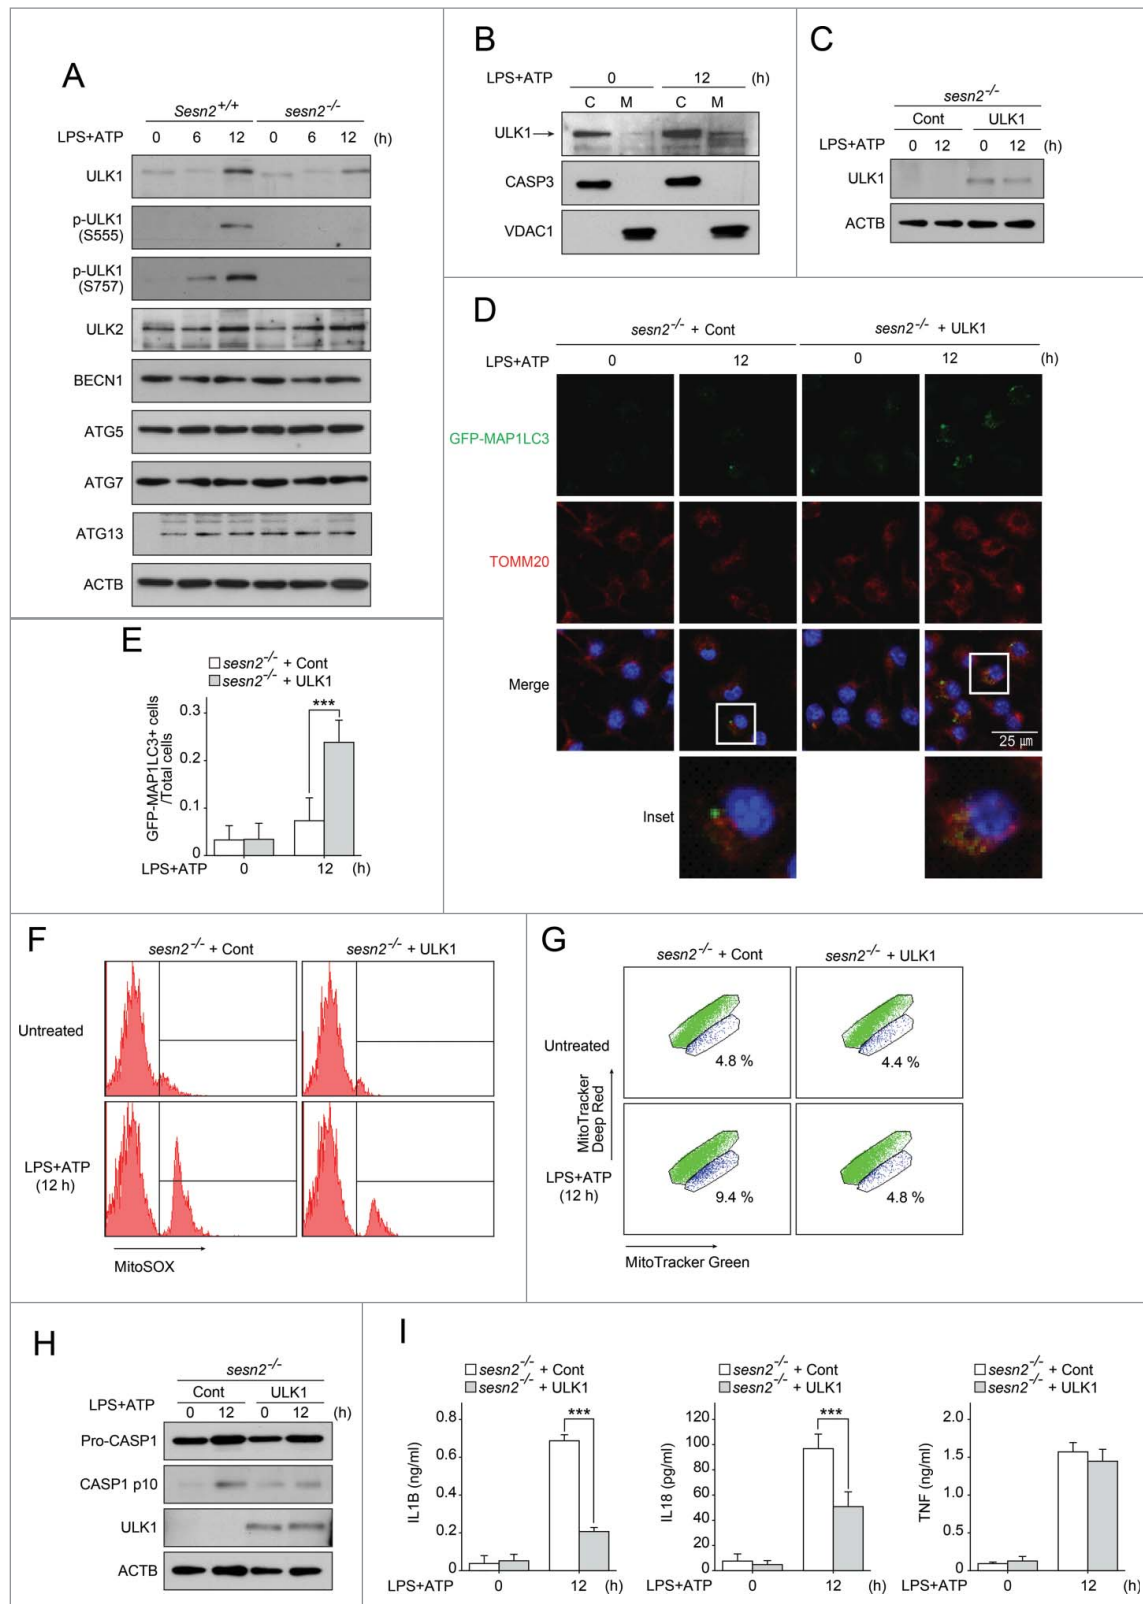 A
Sesn2+/+ sesn2-/-
LPS+ATP 0 6 12 0 6 12 (h)
ULK1
p-ULK1
(S555)
p-ULK1
(S757)
ULK2
BECN1
ATG5
ATG7
ATG13
ACTB
B
LPS+ATP 0 12 (h)
C M C M
ULK1
CASP3
VDAC1
C
sesn2-/-
Cont ULK1
LPS+ATP 0 12 0 12 (h)
ULK1
ACTB
D
sesn2-/- + Cont sesn2-/- + ULK1
LPS+ATP 0 12 0 12 (h)
GFP-MAP1LC3
TOMM20
Merge
25 μm
Inset
E
sesn2-/- + Cont
sesn2-/- + ULK1
GFP-MAP1LC3+ cells
/Total cells
0.3
0.2
0.1
0
***
LPS+ATP 0 12 (h)
F
sesn2-/- + Cont sesn2-/- + ULK1
Untreated
LPS+ATP
(12 h)
MitoSOX
G
sesn2-/- + Cont sesn2-/- + ULK1
Untreated
4.8 % 4.4 %
MitoTracker
Deep Red
LPS+ATP
(12 h)
9.4 % 4.8 %
MitoTracker Green
H
sesn2-/-
Cont ULK1
LPS+ATP 0 12 0 12 (h)
Pro-CASP1
CASP1 p10
ULK1
ACTB
I
sesn2-/- + Cont
sesn2-/- + ULK1
IL1B (ng/ml)
0.8
0.6
0.4
0.2
0
***
LPS+ATP 0 12 (h)
sesn2-/- + Cont
sesn2-/- + ULK1
IL18 (pg/ml)
120
100
80
60
40
20
0
***
LPS+ATP 0 12 (h)
sesn2-/- + Cont
sesn2-/- + ULK1
TNF (ng/ml)
2.0
1.5
1.0
0.5
0
LPS+ATP 0 12 (h)